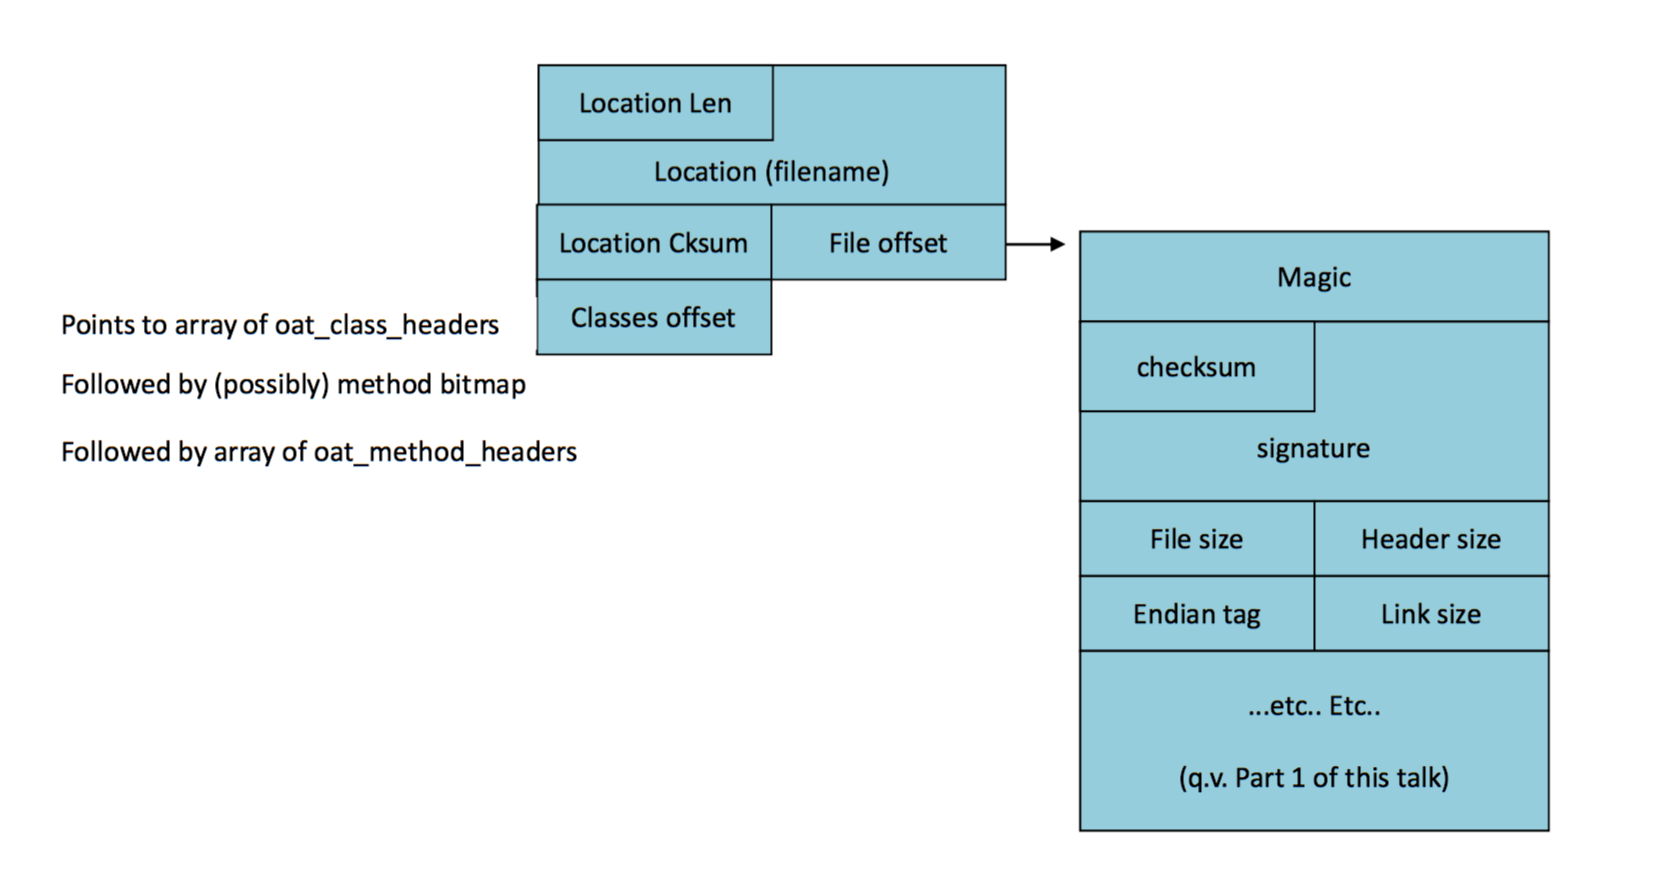 Location Len
Location (filename)
Location Cksum
File offset
Classes offset
Points to array of oat_class_headers
Followed by (possibly) method bitmap
Followed by array of oat_method_headers
Magic
checksum
signature
File size
Header size
Endian tag
Link size
...etc.. Etc..
(q.v. Part 1 of this talk)